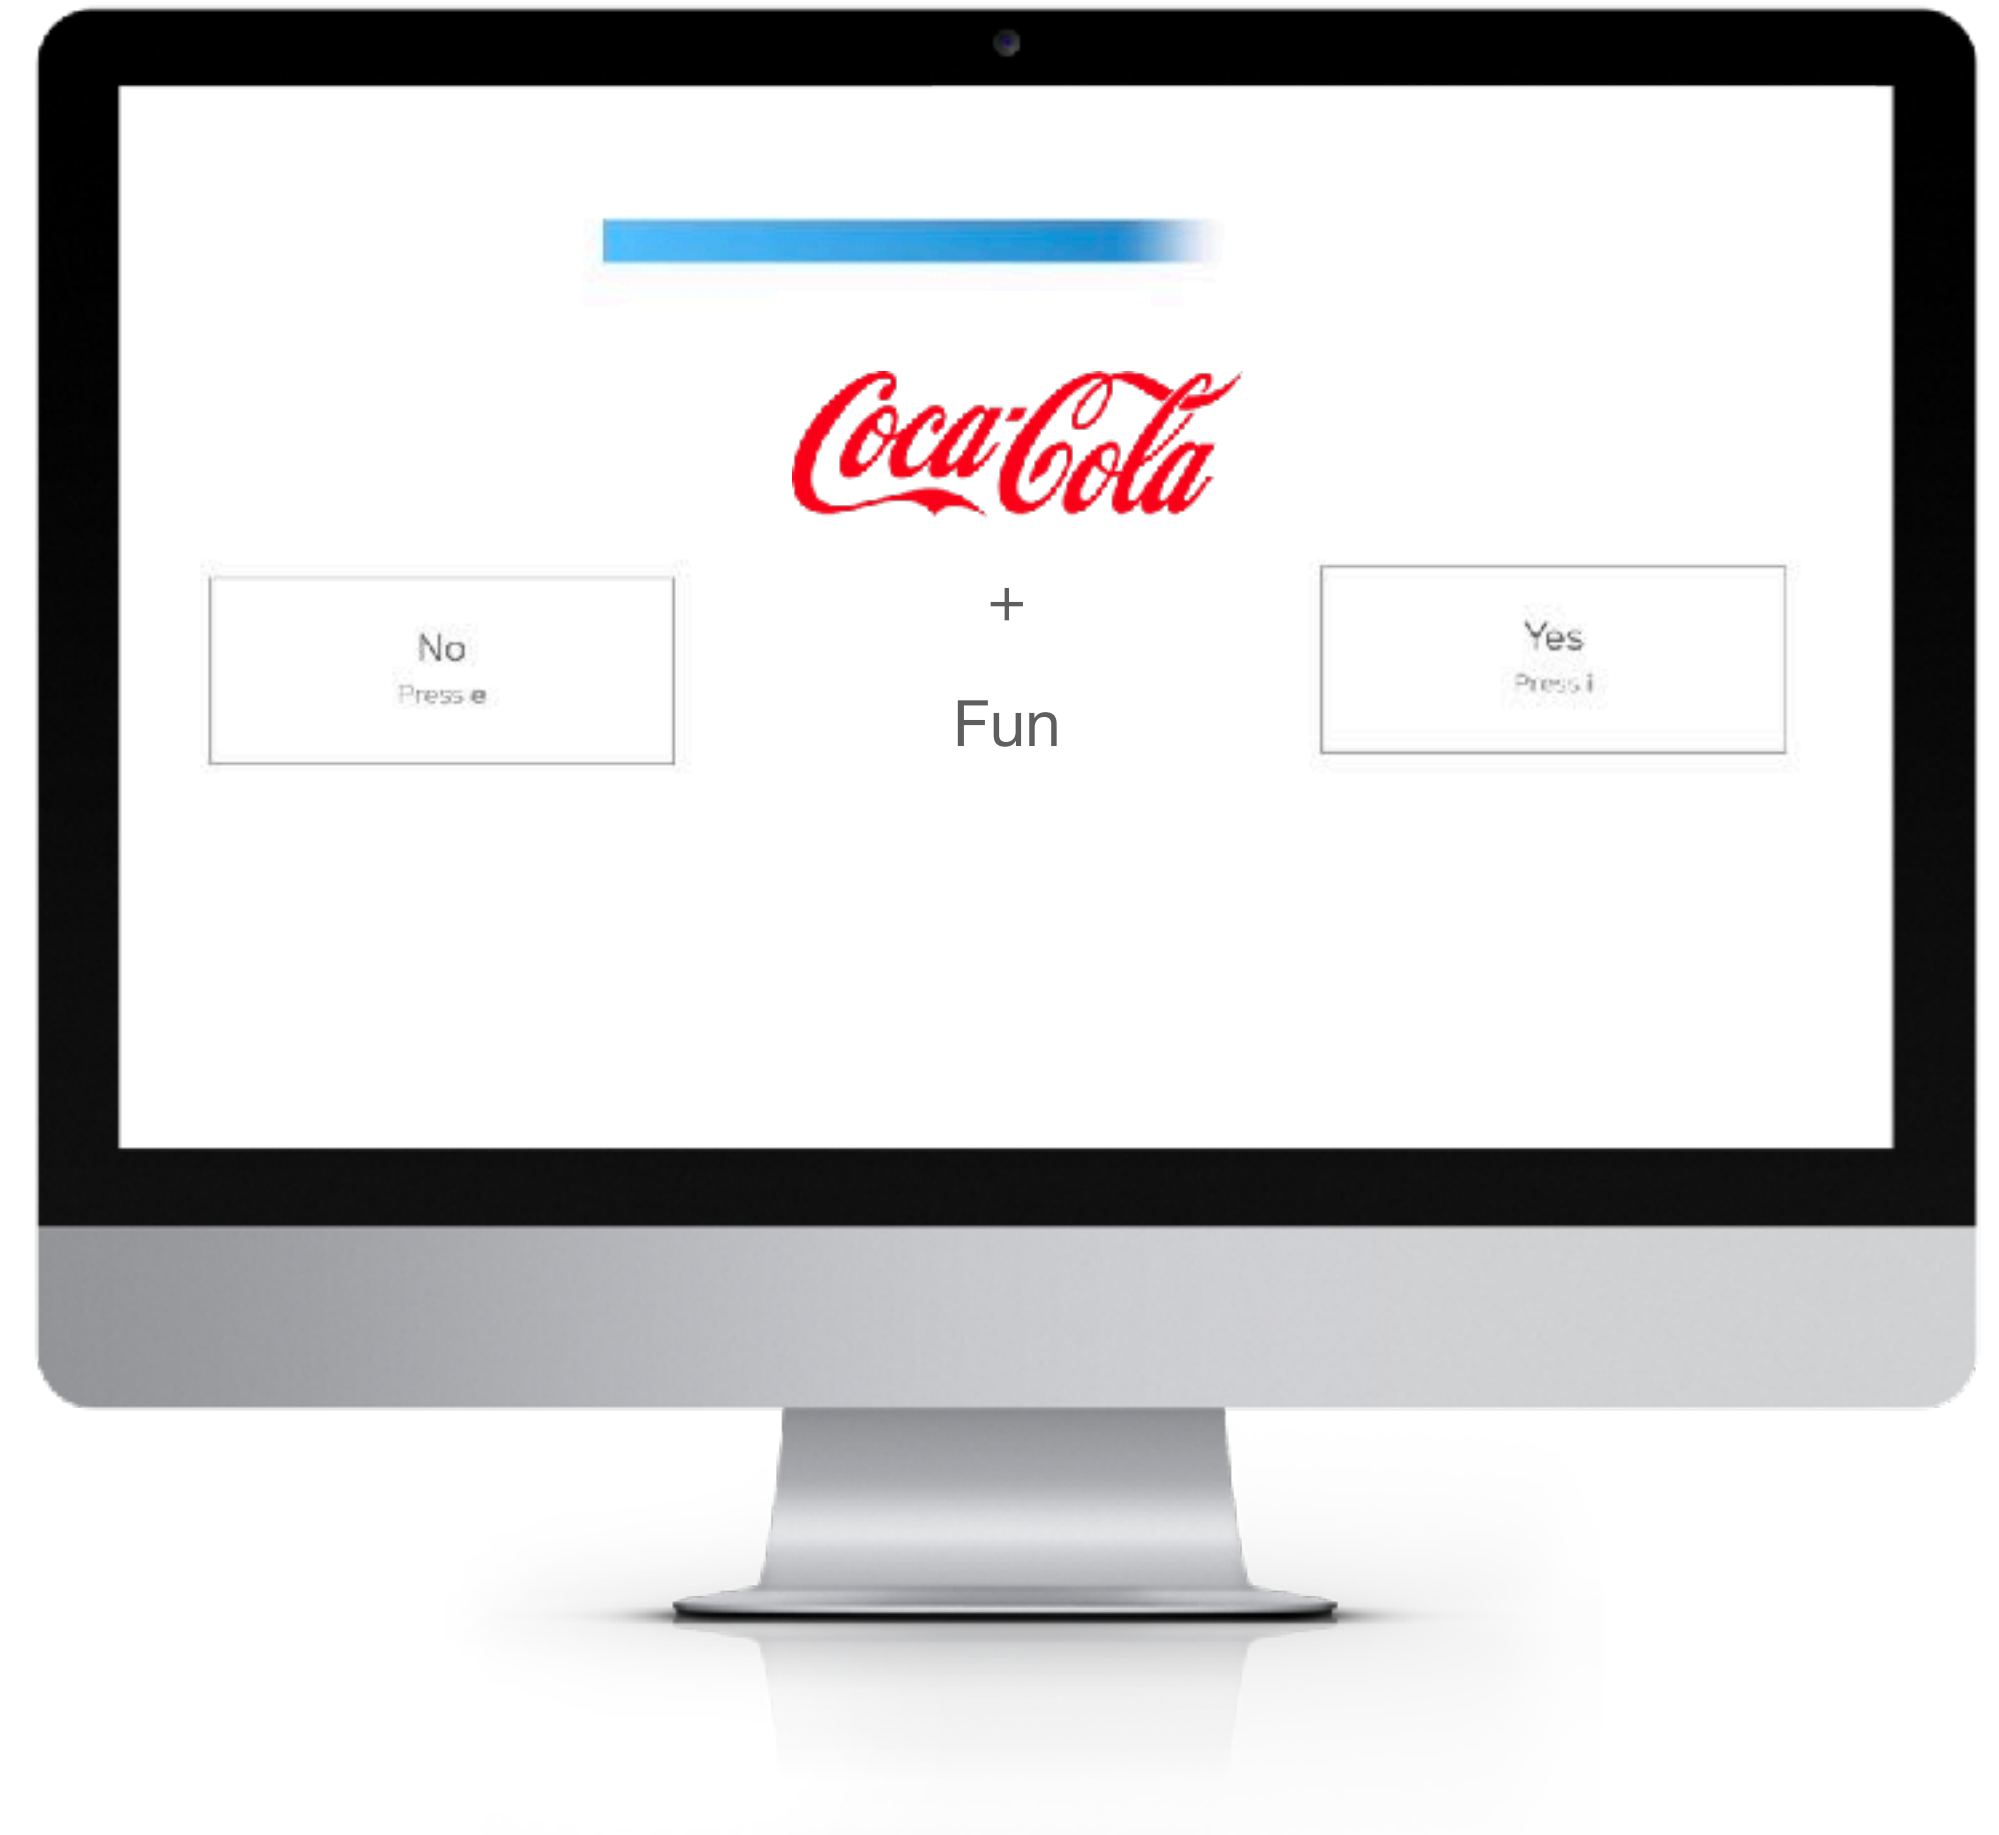 Coca-Cola
+
No
Press e
Fun
Yes
Press i